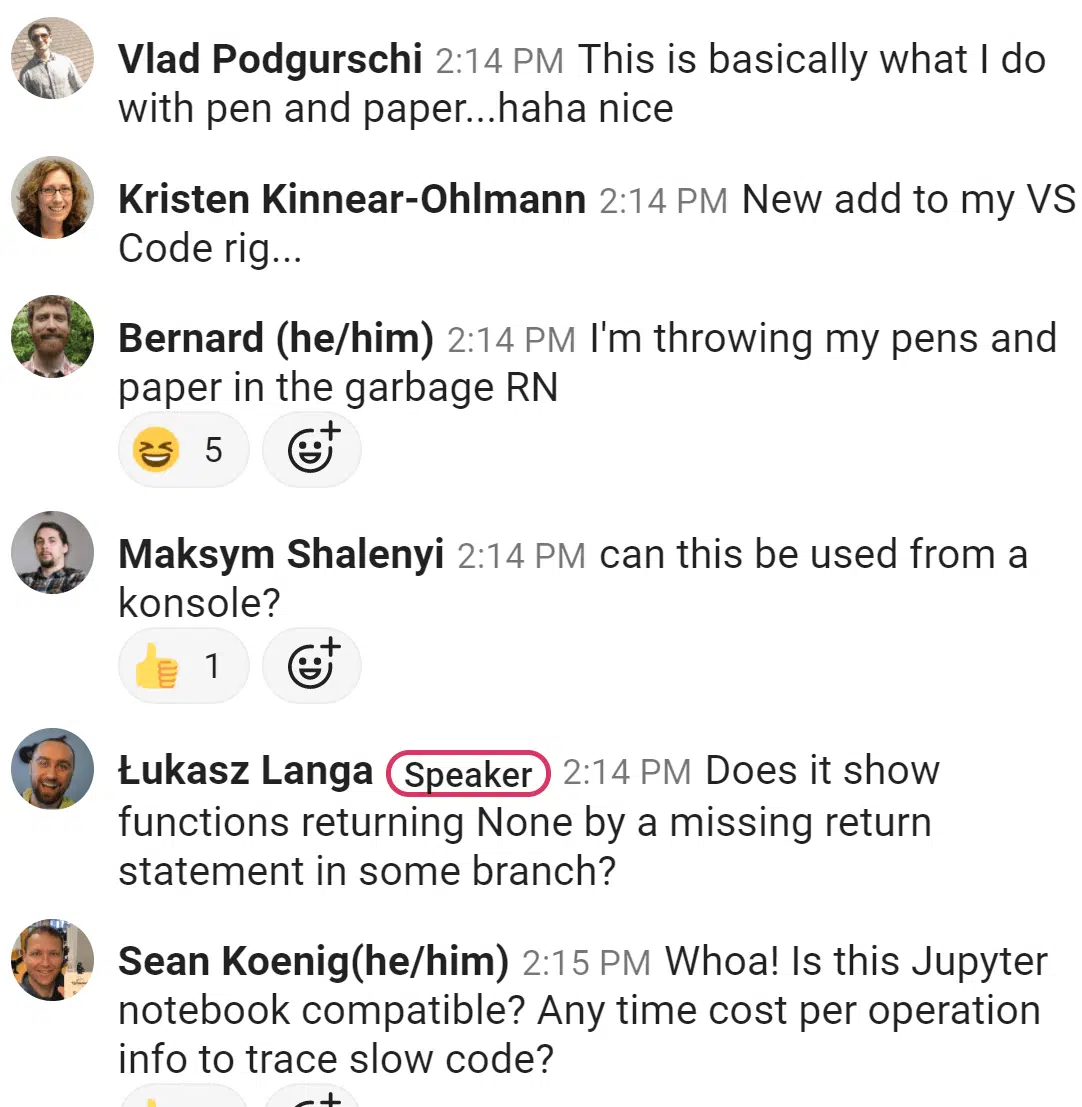 Vlad Podgurschi 2:14 PM This is basically what I do
with pen and paper...haha nice
Kristen Kinnear-Ohlmann 2:14 PM New add to my VS
Code rig...
Bernard (he/him) 2:14 PM I'm throwing my pens and
paper in the garbage RN
5
Maksym Shalenyi 2:14 PM can this be used from a
konsole?
1
Łukasz Langa Speaker 2:14 PM Does it show
functions returning None by a missing return
statement in some branch?
Sean Koenig(he/him) 2:15 PM Whoa! Is this Jupyter
notebook compatible? Any time cost per operation
info to trace slow code?